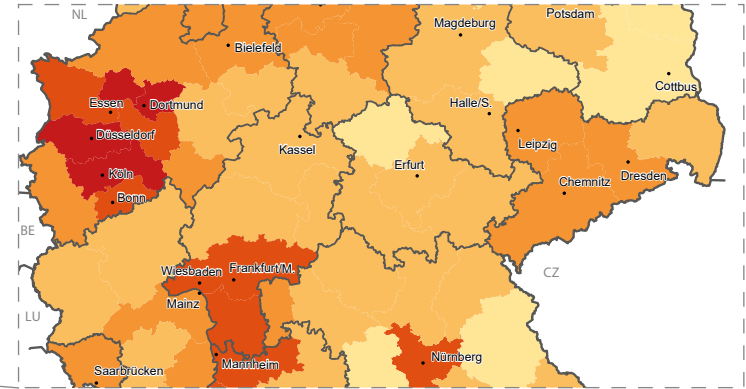 NL
Potsdam
Magdeburg
Bielefeld
Cottbus
Essen
Dortmund
Halle/S.
Düsseldorf
Leipzig
Kassel
Erfurt
Köln
Dresden
Chemnitz
Bonn
BE
Wiesbaden
Frankfurt/M.
CZ
Mainz
LU
Nürnberg
Mannheim
Saarbrücken